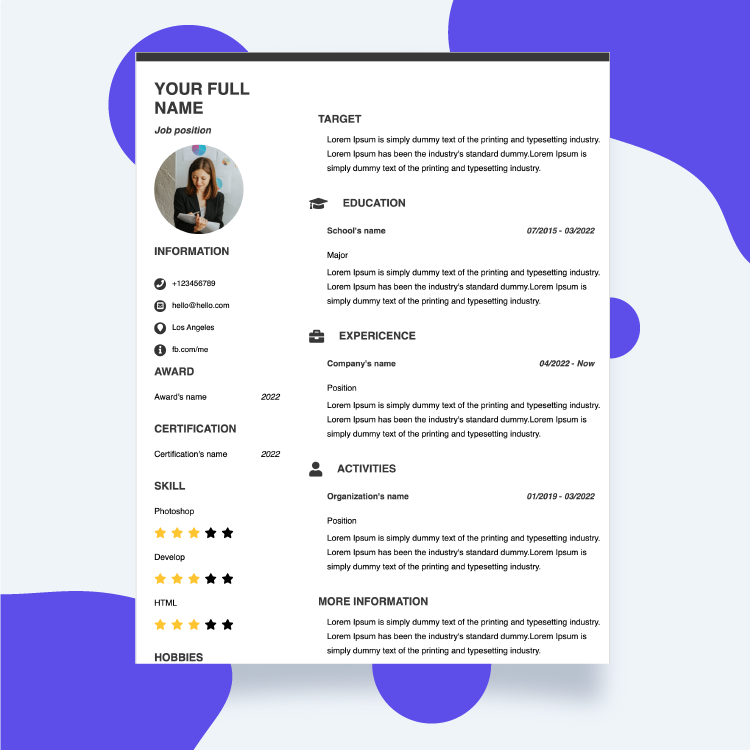 YOUR FULL
NAME
Job position
INFORMATION
+123456789
hello@hello.com
Los Angeles
fb.com/me
AWARD
Award's name 2022
CERTIFICATION
Certification's name 2022
SKILL
Photoshop
Develop
HTML
HOBBIES
TARGET
Lorem Ipsum is simply dummy text of the printing and typesetting industry.
Lorem Ipsum has been the industry's standard dummy.Lorem Ipsum is
simply dummy text of the printing and typesetting industry.
EDUCATION
School's name 07/2015 - 03/2022
Major
Lorem Ipsum is simply dummy text of the printing and typesetting industry.
Lorem Ipsum has been the industry's standard dummy.Lorem Ipsum is
simply dummy text of the printing and typesetting industry.
EXPERICENCE
Company's name 04/2022 - Now
Position
Lorem Ipsum is simply dummy text of the printing and typesetting industry.
Lorem Ipsum has been the industry's standard dummy.Lorem Ipsum is
simply dummy text of the printing and typesetting industry.
ACTIVITIES
Organization's name 01/2019 - 03/2022
Position
Lorem Ipsum is simply dummy text of the printing and typesetting industry.
Lorem Ipsum has been the industry's standard dummy.Lorem Ipsum is
simply dummy text of the printing and typesetting industry.
MORE INFORMATION
Lorem Ipsum is simply dummy text of the printing and typesetting industry.
Lorem Ipsum has been the industry's standard dummy.Lorem Ipsum is
simply dummy text of the printing and typesetting industry.